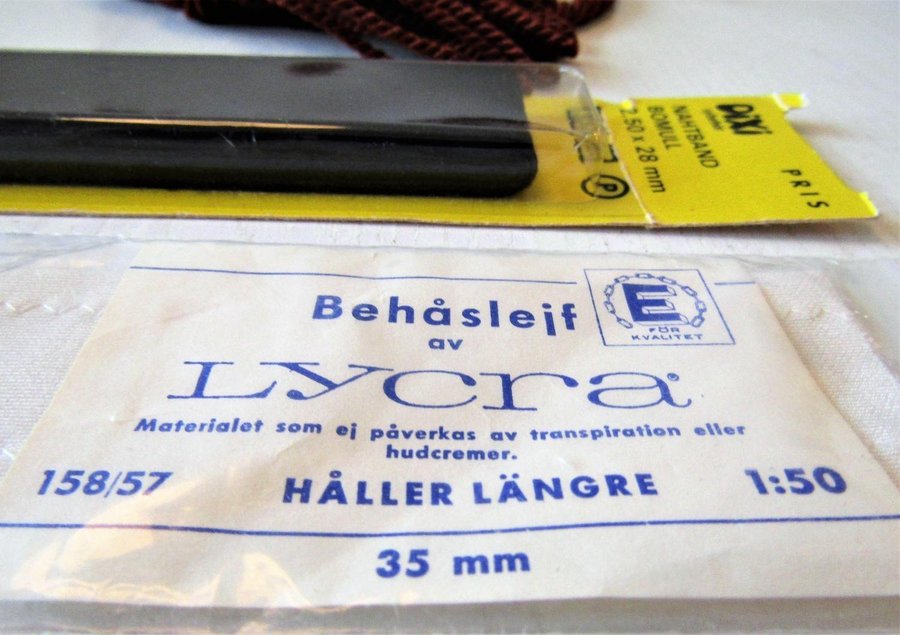 DIXI
NAHTBAND
BOMULL
2.50 x 28 mm
P
PRIS
Behåslejf
av
Lycra®
E
FÖR
KVALITET
Materialet som ej påverkas av transpiration eller
hudcremer.
158/57 HÅLLER LÄNGRE 1:50
35 mm